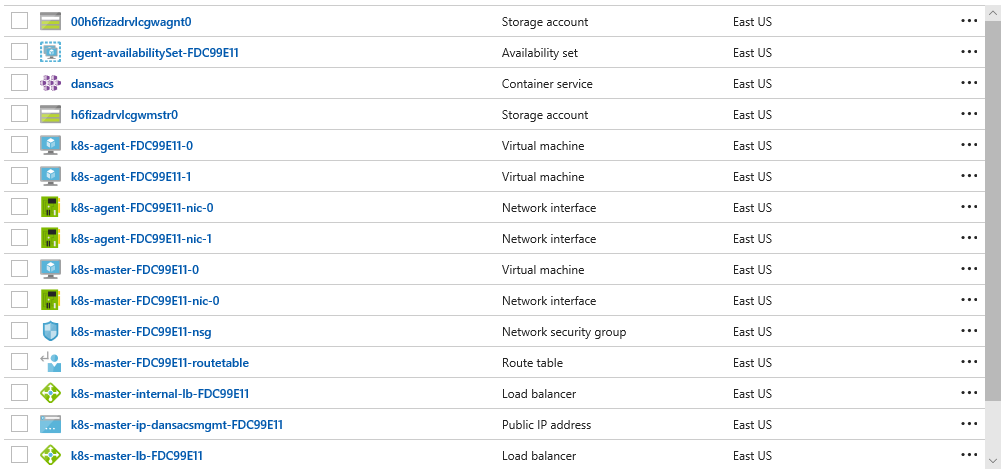 00h6fizadrvlcgwagnt0 Storage account East US
agent-availabilitySet-FDC99E11 Availability set East US
dansacs Container service East US
h6fizadrvlcgwmstr0 Storage account East US
k8s-agent-FDC99E11-0 Virtual machine East US
k8s-agent-FDC99E11-1 Virtual machine East US
k8s-agent-FDC99E11-nic-0 Network interface East US
k8s-agent-FDC99E11-nic-1 Network interface East US
k8s-master-FDC99E11-0 Virtual machine East US
k8s-master-FDC99E11-nic-0 Network interface East US
k8s-master-FDC99E11-nsg Network security group East US
k8s-master-FDC99E11-routetable Route table East US
k8s-master-internal-lb-FDC99E11 Load balancer East US
k8s-master-ip-dansacsmgmt-FDC99E11 Public IP address East US
k8s-master-lb-FDC99E11 Load balancer East US